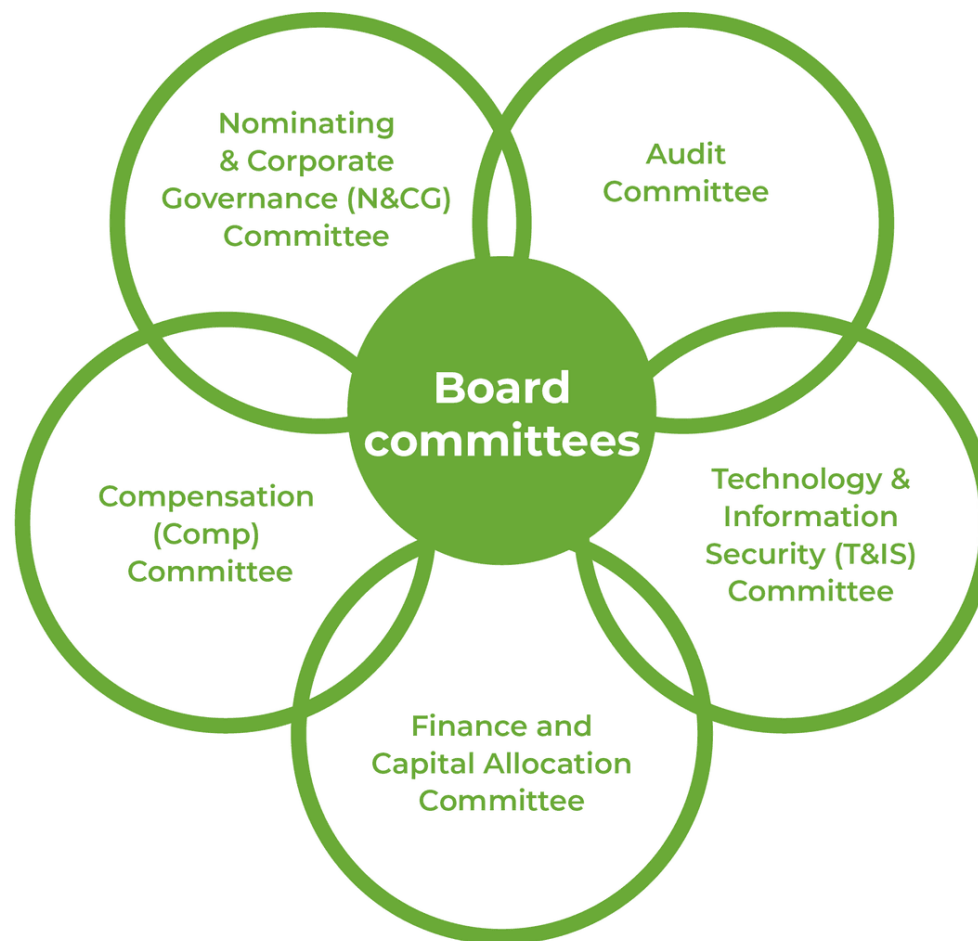 Nominating
& Corporate
Governance (N&CG)
Committee
Audit
Committee
Board
committees
Compensation
(Comp)
Committee
Technology &
Information
Security (T&IS)
Committee
Finance and
Capital Allocation
Committee